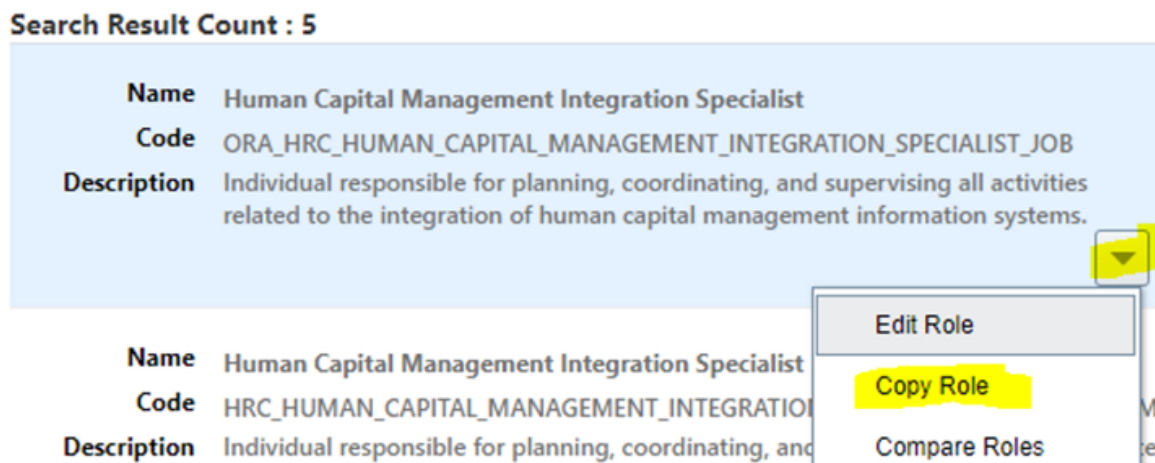 Search Result Count : 5
Name Human Capital Management Integration Specialist
Code ORA_HRC_HUMAN_CAPITAL_MANAGEMENT_INTEGRATION_SPECIALIST_JOB
Description Individual responsible for planning, coordinating, and supervising all activities
related to the integration of human capital management information systems.
Edit Role
Name Human Capital Management Integration Specialist
Copy Role
Code HRC_HUMAN_CAPITAL_MANAGEMENT_INTEGRATIO
Description Individual responsible for planning, coordinating, and
Compare Roles